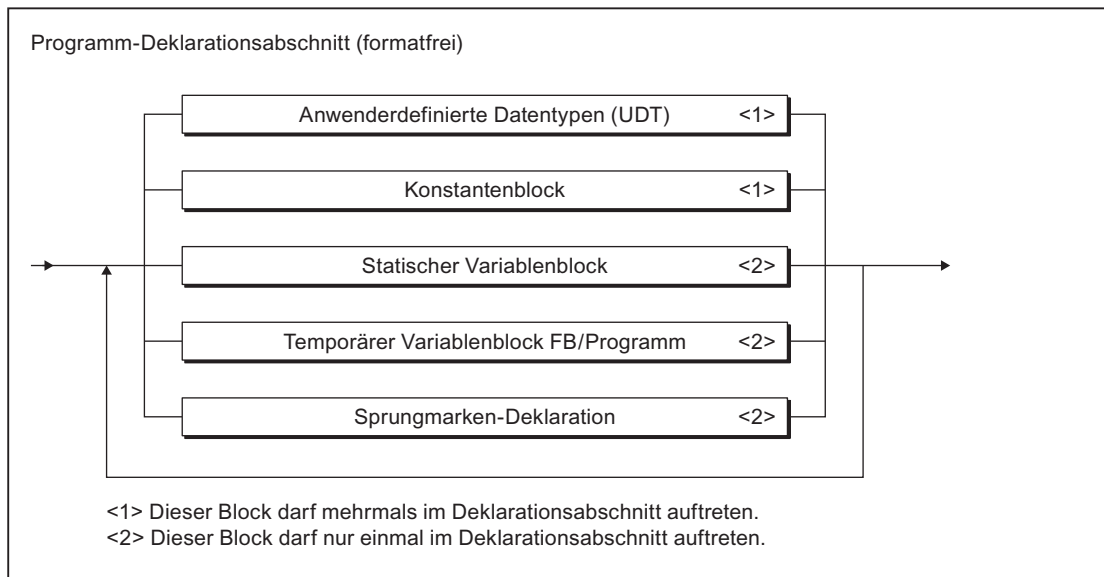 Programm-Deklarationsabschnitt (formatfrei)
Anwenderdefinierte Datentypen (UDT) <1>
Konstantenblock <1>
Statischer Variablenblock <2>
Temporärer Variablenblock FB/Programm <2>
Sprungmarken-Deklaration <2>
<1> Dieser Block darf mehrmals im Deklarationsabschnitt auftreten.
<2> Dieser Block darf nur einmal im Deklarationsabschnitt auftreten.